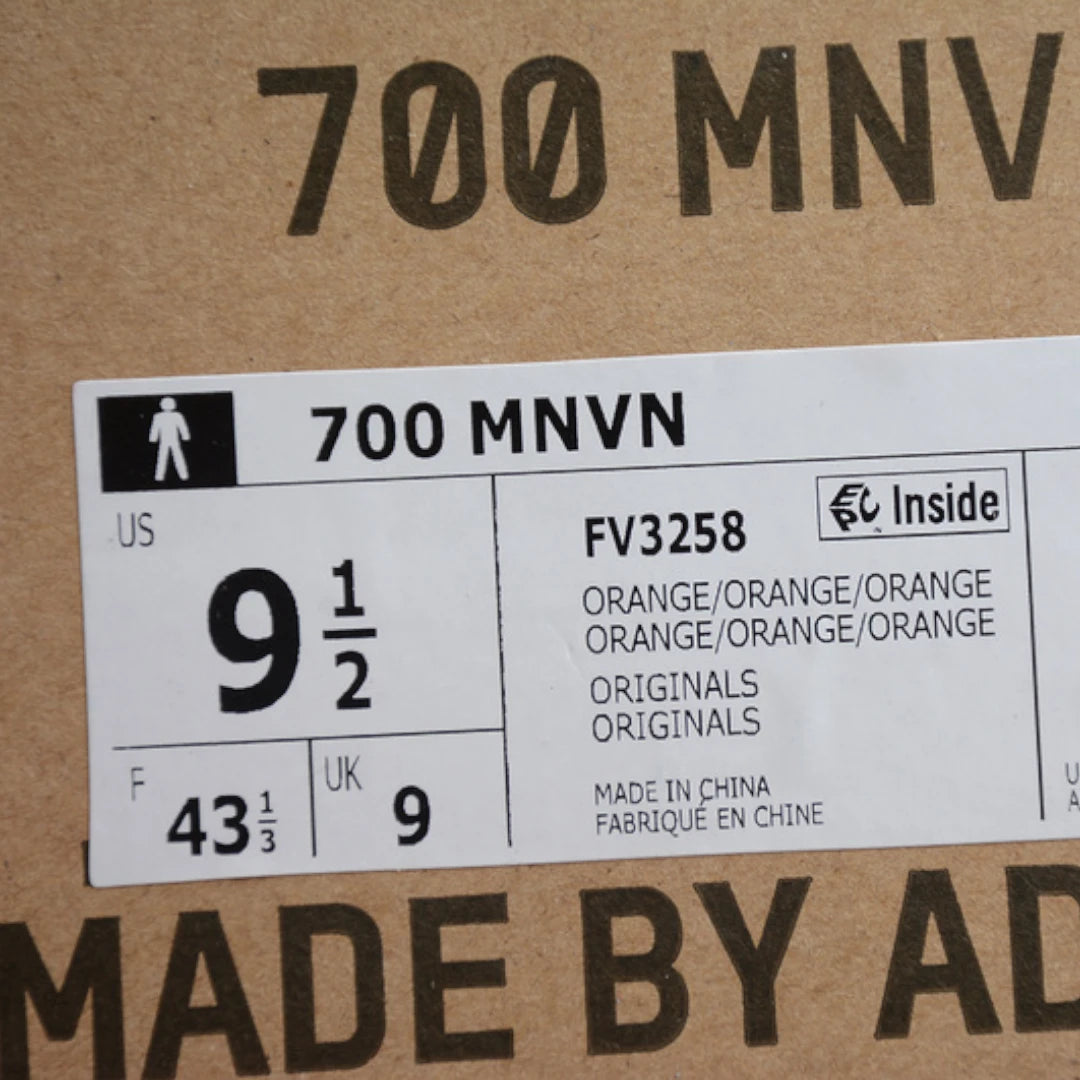 700 MNV
700 MNVN
US
9 1/2
F 43 1/3
UK 9
FV3258
EPC Inside
ORANGE/ORANGE/ORANGE
ORANGE/ORANGE/ORANGE
ORIGINALS
ORIGINALS
MADE IN CHINA
FABRIQUÉ EN CHINE
U
A
MADE BY AD